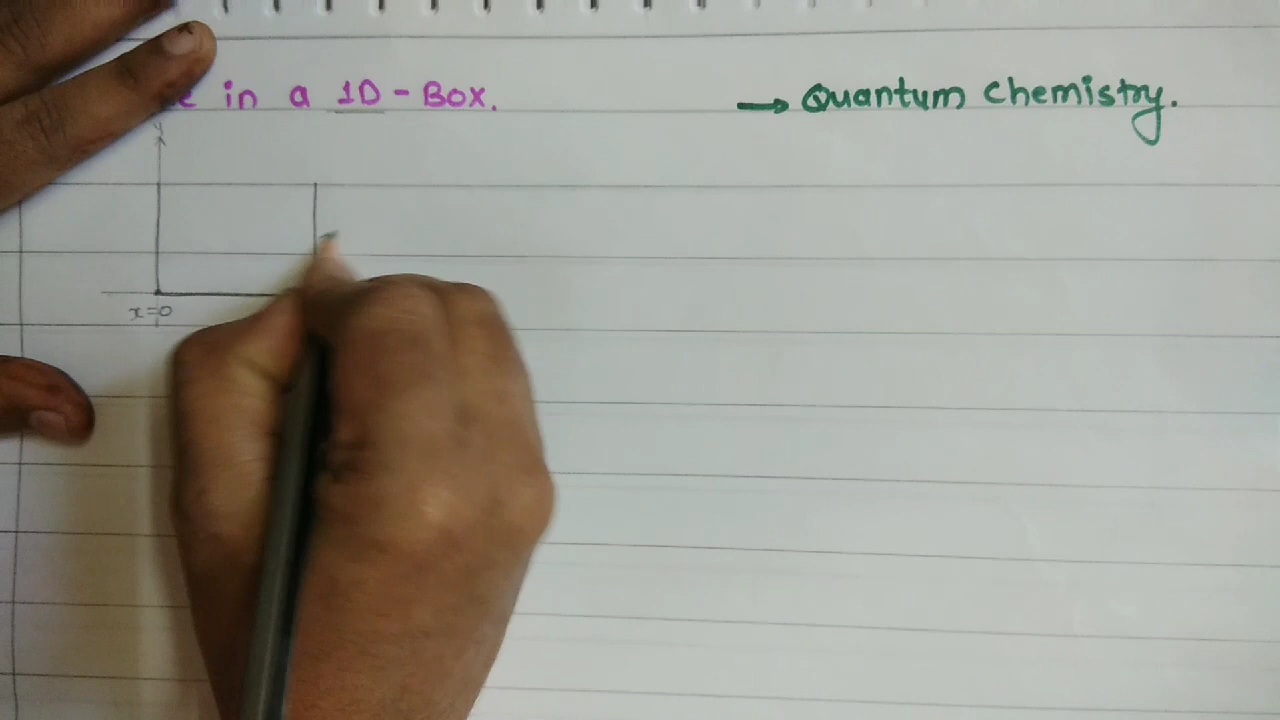 in a 1D - Box. → Quantum Chemistry.
x=0